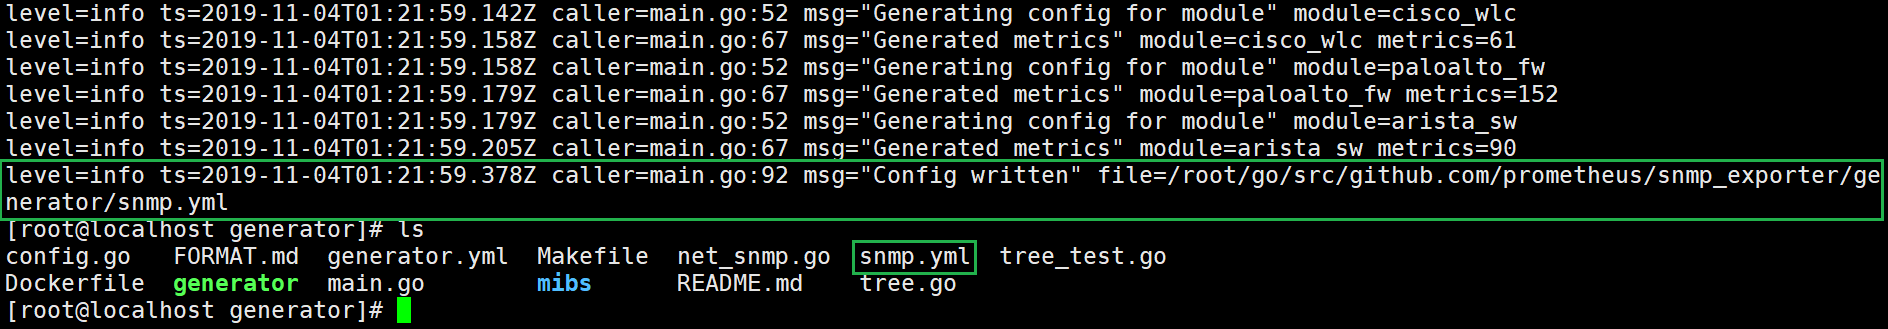 level=info ts=2019-11-04T01:21:59.142Z caller=main.go:52 msg="Generating config for module" module=cisco_wlc
level=info ts=2019-11-04T01:21:59.158Z caller=main.go:67 msg="Generated metrics" module=cisco_wlc metrics=61
level=info ts=2019-11-04T01:21:59.158Z caller=main.go:52 msg="Generating config for module" module=paloalto_fw
level=info ts=2019-11-04T01:21:59.179Z caller=main.go:67 msg="Generated metrics" module=paloalto_fw metrics=152
level=info ts=2019-11-04T01:21:59.179Z caller=main.go:52 msg="Generating config for module" module=arista_sw
level=info ts=2019-11-04T01:21:59.205Z caller=main.go:67 msg="Generated metrics" module=arista_sw metrics=90
level=info ts=2019-11-04T01:21:59.378Z caller=main.go:92 msg="Config written" file=/root/go/src/github.com/prometheus/snmp_exporter/ge
nerator/snmp.yml
[root@localhost generator]# ls
config.go FORMAT.md generator.yml Makefile net_snmp.go snmp.yml tree_test.go
Dockerfile generator main.go mibs README.md tree.go
[root@localhost generator]#